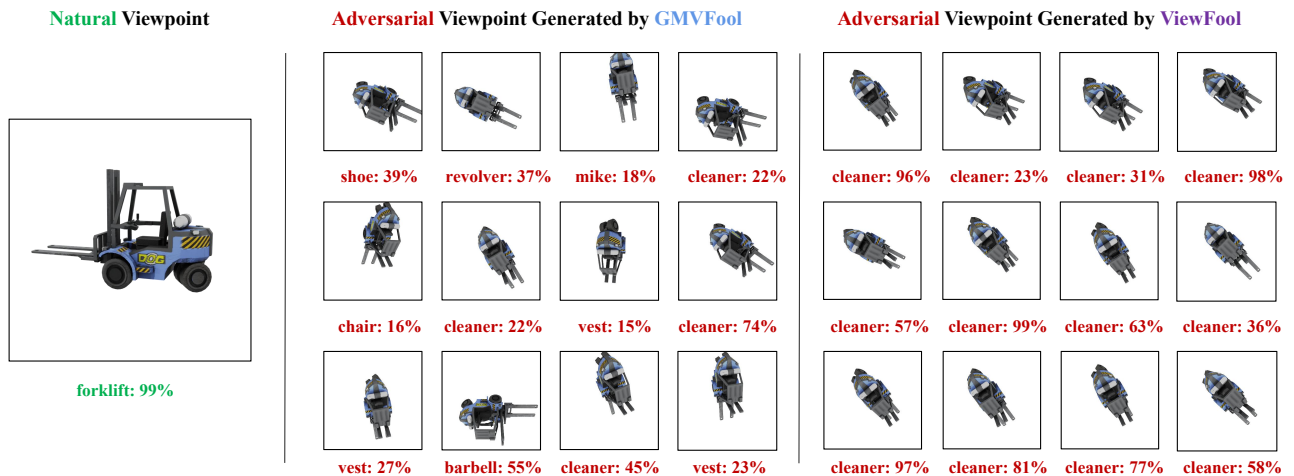 Natural Viewpoint
Adversarial Viewpoint Generated by GMVFool
Adversarial Viewpoint Generated by ViewFool
DOG
forklift: 99%
shoe: 39% revolver: 37% mike: 18% cleaner: 22%
chair: 16% cleaner: 22% vest: 15% cleaner: 74%
vest: 27% barbell: 55% cleaner: 45% vest: 23%
cleaner: 96% cleaner: 23% cleaner: 31% cleaner: 98%
cleaner: 57% cleaner: 99% cleaner: 63% cleaner: 36%
cleaner: 97% cleaner: 81% cleaner: 77% cleaner: 58%